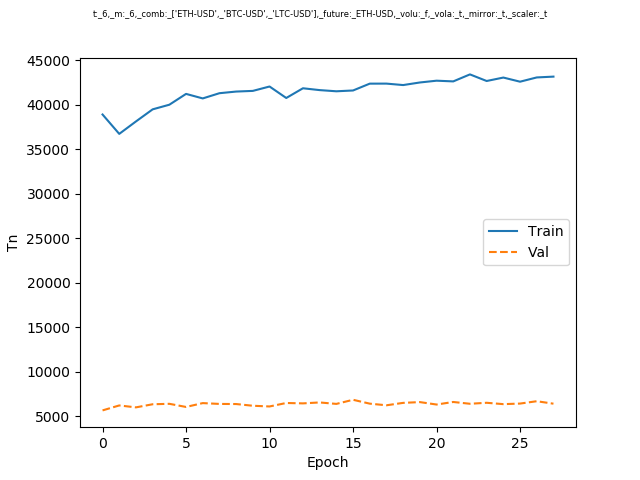 t:_6,_m:_6,_comb:_['ETH-USD',_'BTC-USD',_'LTC-USD'],_future:_ETH-USD,_volu:_f,_vola:_t,_mirror:_t,_scaler:_t
45000
40000
35000
30000
25000
20000
15000
10000
5000
Tn
Train
Val
0 5 10 15 20 25
Epoch